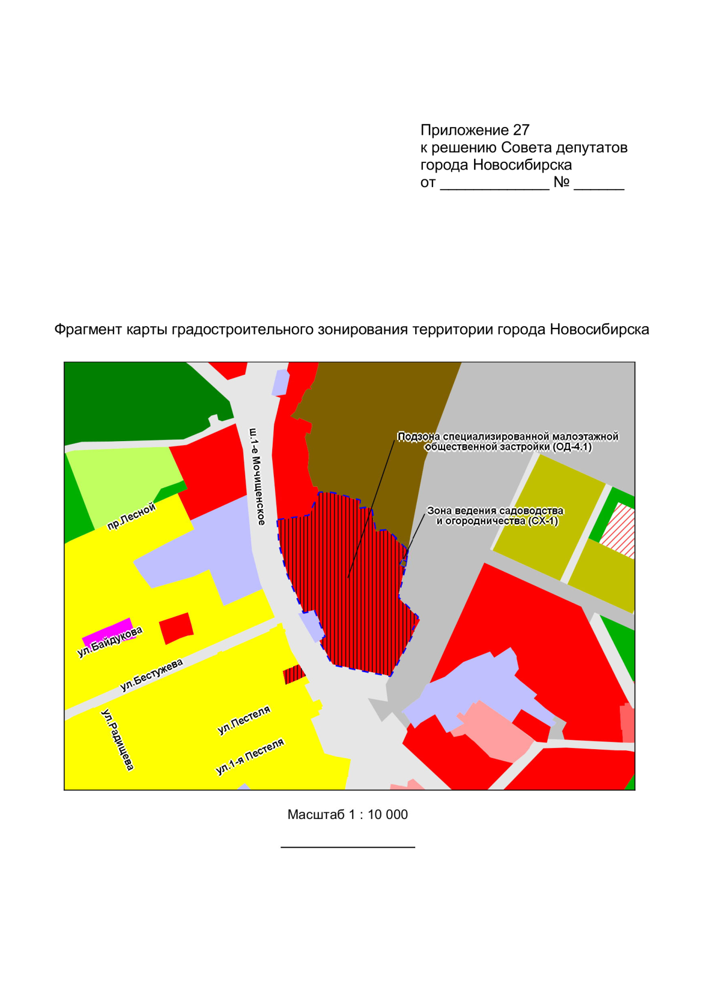 Приложение 27
к решению Совета депутатов
города Новосибирска
от _____________ № ______
Фрагмент карты градостроительного зонирования территории города Новосибирска
ш.1-е Мочищенское
Подзона специализированной малоэтажной
общественной застройки (ОД-4.1)
пр.Лесной
Зона ведения садоводства
и огородничества (СХ-1)
ул.Байдукова
ул.Бестужева
ул.Радищева
ул.Пестеля
ул.1-я Пестеля
Масштаб 1 : 10 000